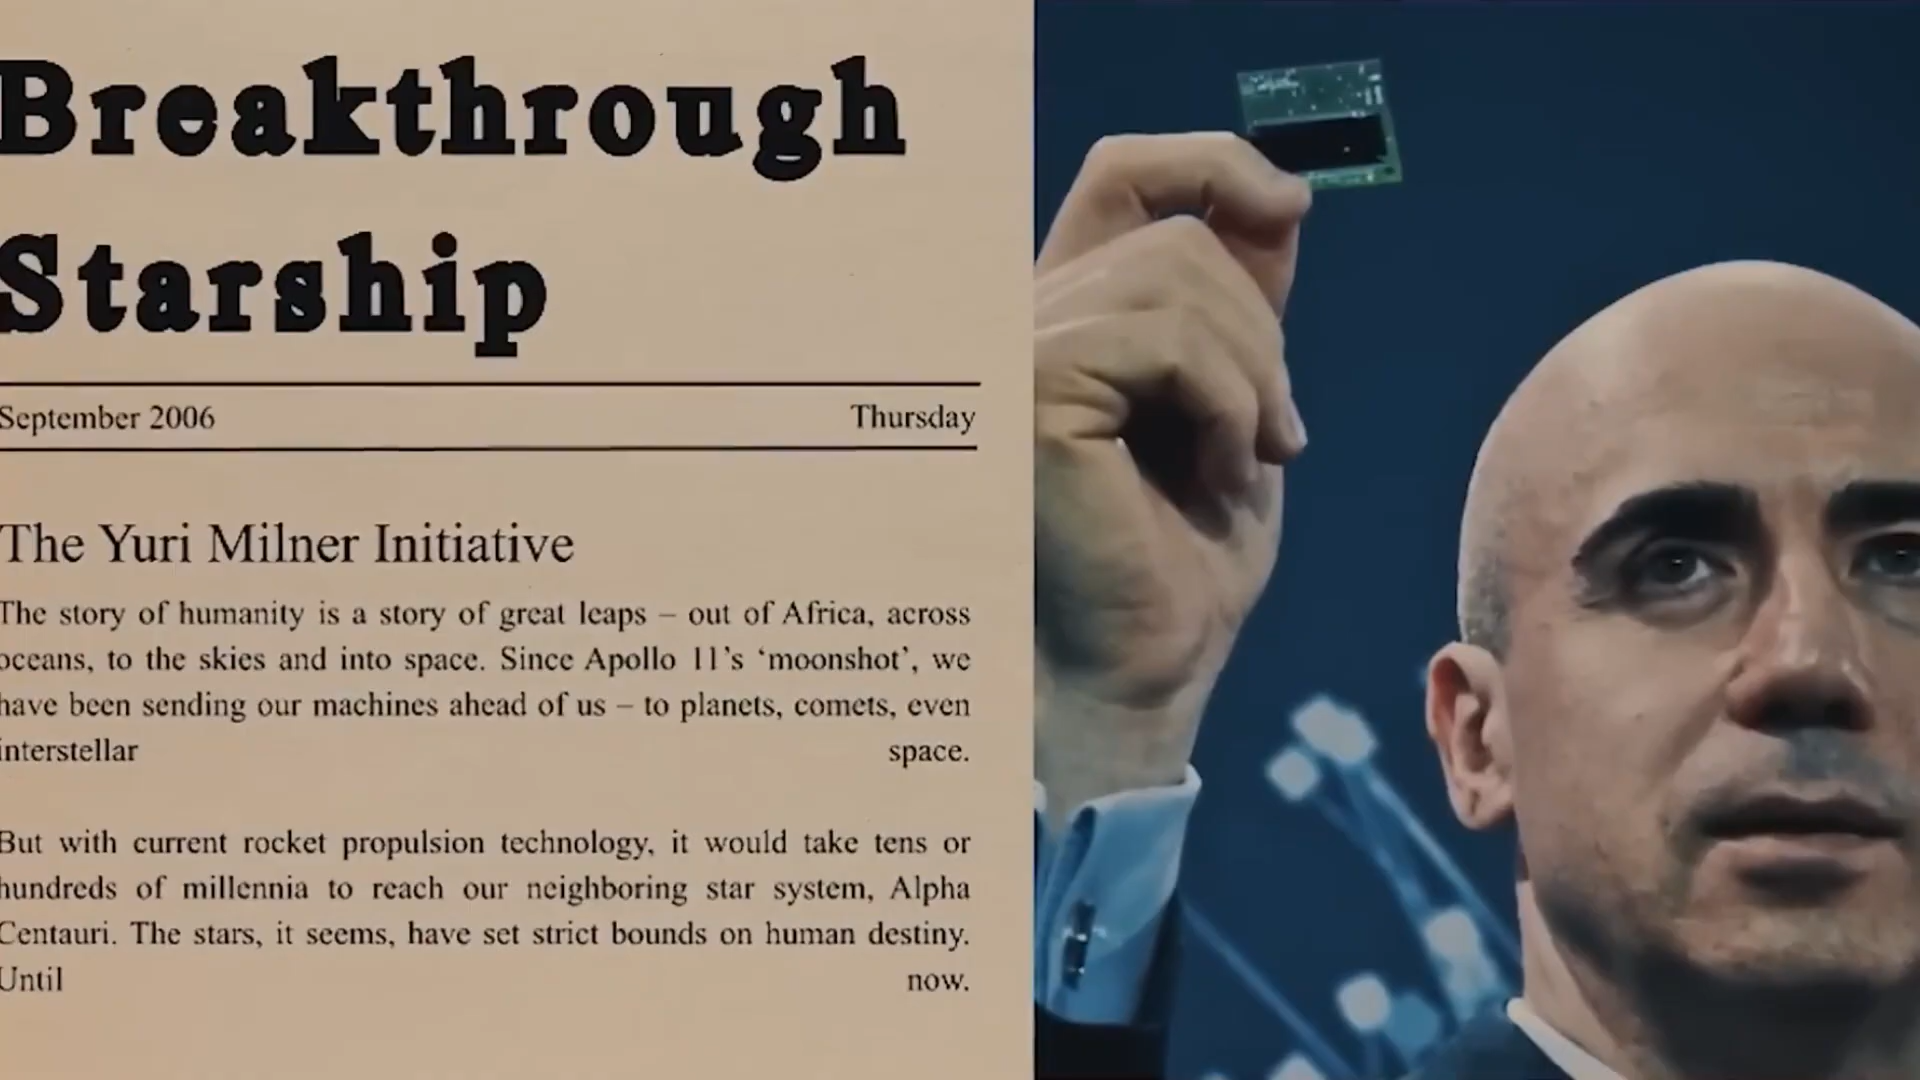 Breakthrough
Starship
September 2006 Thursday
The Yuri Milner Initiative
The story of humanity is a story of great leaps – out of Africa, across
oceans, to the skies and into space. Since Apollo 11's ‘moonshot’, we
have been sending our machines ahead of us – to planets, comets, even
interstellar space.
But with current rocket propulsion technology, it would take tens or
hundreds of millennia to reach our neighboring star system, Alpha
Centauri. The stars, it seems, have set strict bounds on human destiny.
Until now.